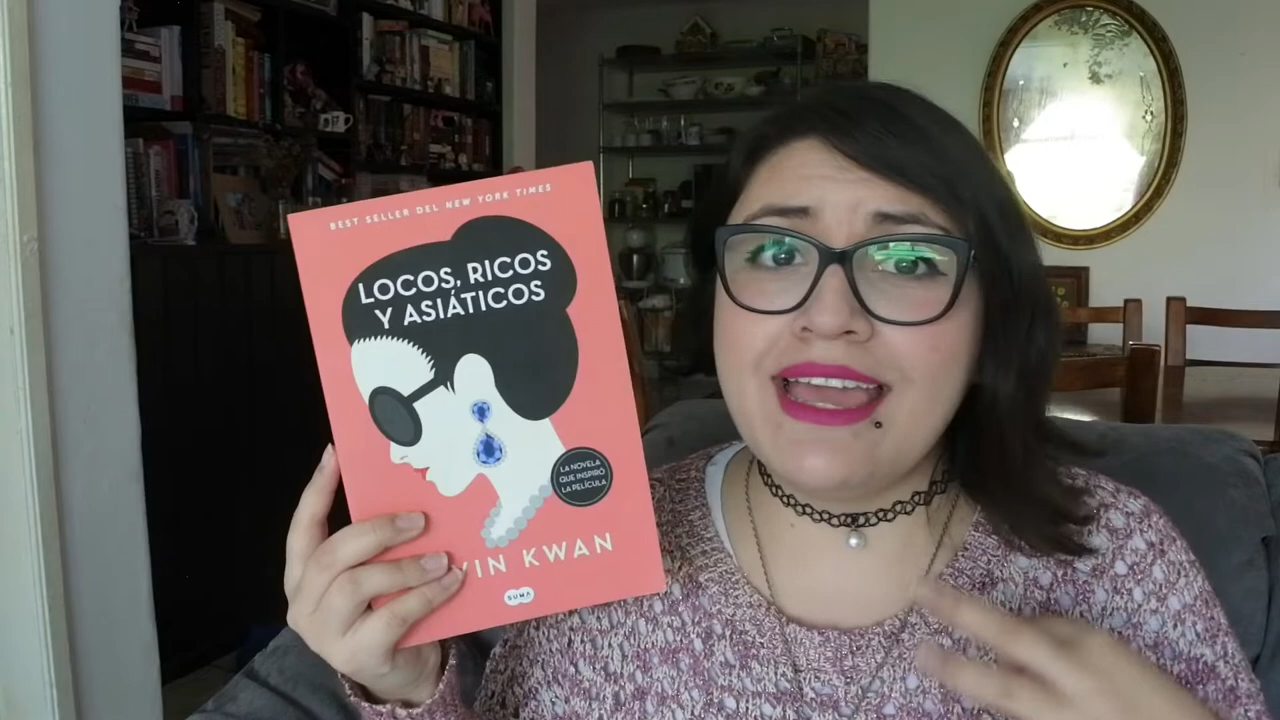 BEST SELLER DEL NEW YORK TIMES
LOCOS, RICOS
Y ASIÁTICOS
LA NOVELA
QUE INSPIRÓ
LA PELÍCULA
VIN KWAN
SUMA